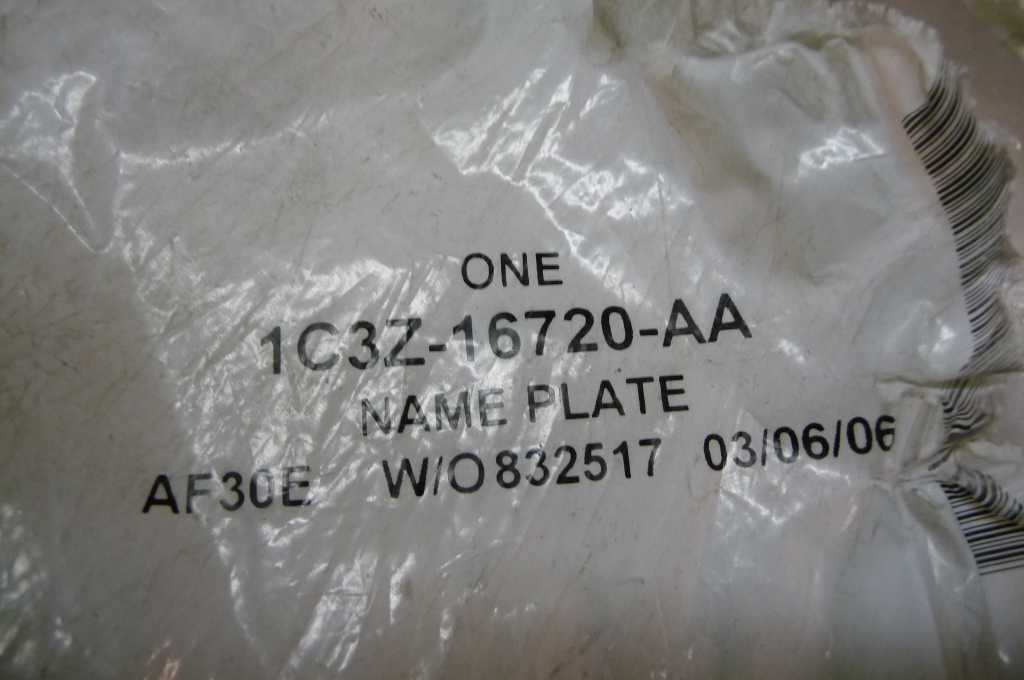 ONE
1C3Z-16720-AA
NAME PLATE
AF30E W/O 832517 03/06/06